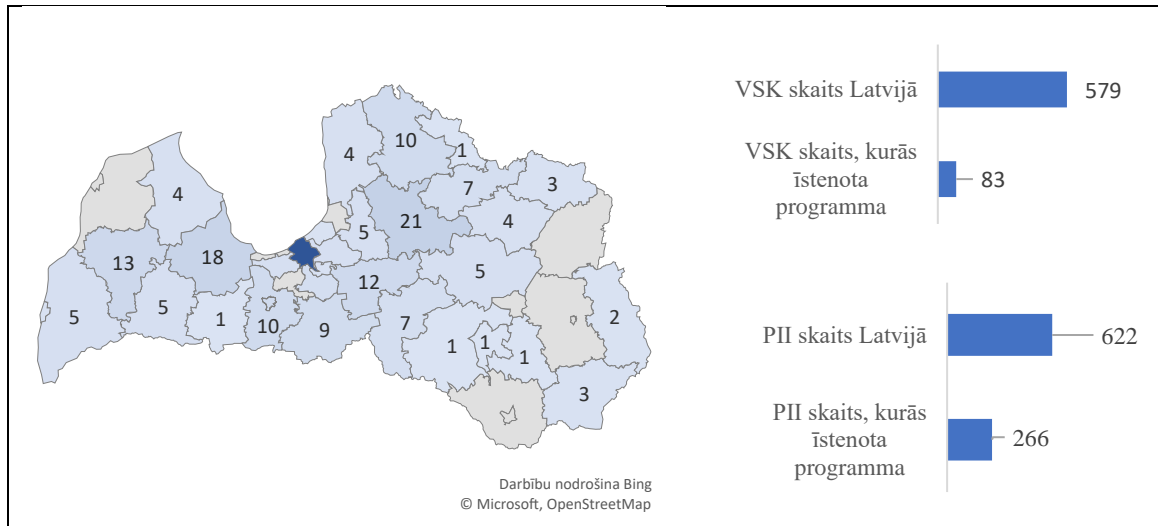 10
4
1
3
7
4
21
4
5
18
13
5
12
5
5
1
10
9
7
2
1
1
1
3
Darbību nodrošina Bing
© Microsoft, OpenStreetMap
VSK skaits Latvijā
579
VSK skaits, kurās
īstenota
programma
83
PII skaits Latvijā
622
PII skaits, kurās
īstenota
programma
266